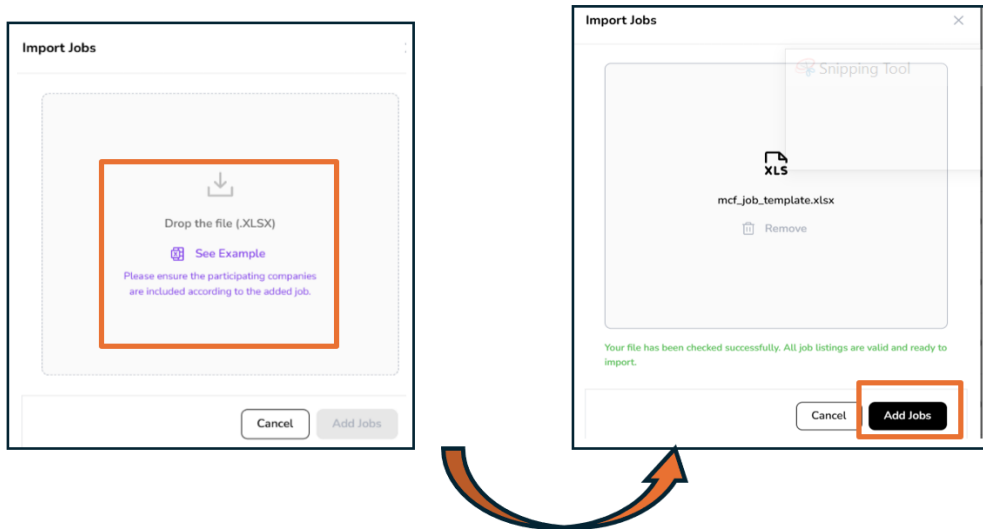 Import Jobs
Drop the file (.XLSX)
See Example
Please ensure the participating companies
are included according to the added job.
Cancel
Add Jobs
Import Jobs
Snipping Tool
XLS
mcf_job_template.xlsx
Remove
Your file has been checked successfully. All job listings are valid and ready to
import.
Cancel
Add Jobs